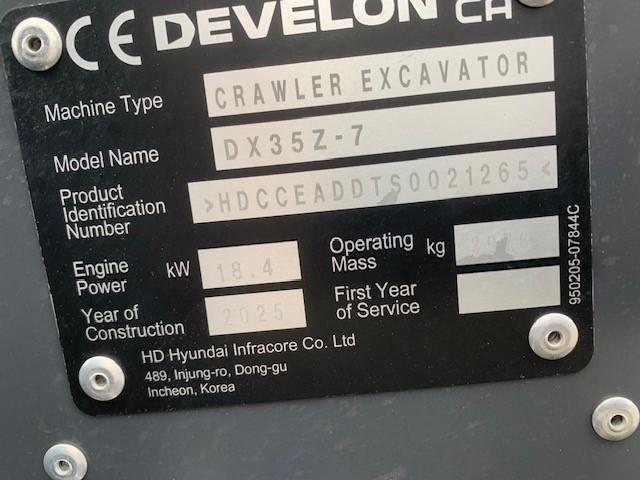 CE DEVELON CA
Machine Type CRAWLER EXCAVATOR
Model Name DX35Z-7
Product Identification Number >HDCCEADDTS0021265<
Engine Power kW 18.4
Operating Mass kg
Year of Construction 2025
First Year of Service
HD Hyundai Infracore Co. Ltd
489, Injung-ro, Dong-gu
Incheon, Korea
950205-07844C